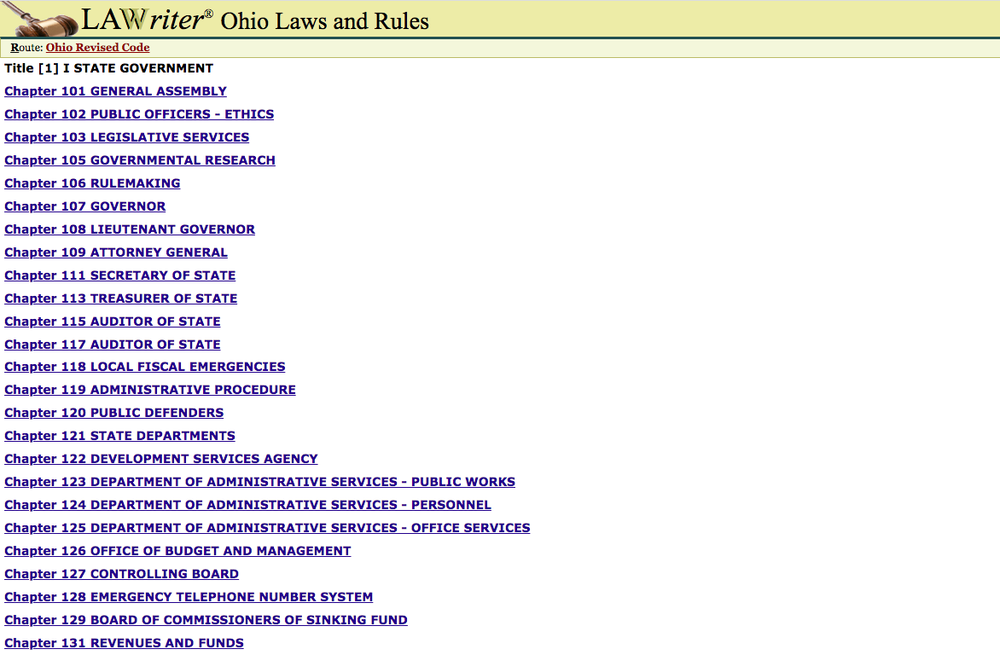 LAWriter® Ohio Laws and Rules
Route: Ohio Revised Code
Title [1] I STATE GOVERNMENT
Chapter 101 GENERAL ASSEMBLY
Chapter 102 PUBLIC OFFICERS - ETHICS
Chapter 103 LEGISLATIVE SERVICES
Chapter 105 GOVERNMENTAL RESEARCH
Chapter 106 RULEMAKING
Chapter 107 GOVERNOR
Chapter 108 LIEUTENANT GOVERNOR
Chapter 109 ATTORNEY GENERAL
Chapter 111 SECRETARY OF STATE
Chapter 113 TREASURER OF STATE
Chapter 115 AUDITOR OF STATE
Chapter 117 AUDITOR OF STATE
Chapter 118 LOCAL FISCAL EMERGENCIES
Chapter 119 ADMINISTRATIVE PROCEDURE
Chapter 120 PUBLIC DEFENDERS
Chapter 121 STATE DEPARTMENTS
Chapter 122 DEVELOPMENT SERVICES AGENCY
Chapter 123 DEPARTMENT OF ADMINISTRATIVE SERVICES - PUBLIC WORKS
Chapter 124 DEPARTMENT OF ADMINISTRATIVE SERVICES - PERSONNEL
Chapter 125 DEPARTMENT OF ADMINISTRATIVE SERVICES - OFFICE SERVICES
Chapter 126 OFFICE OF BUDGET AND MANAGEMENT
Chapter 127 CONTROLLING BOARD
Chapter 128 EMERGENCY TELEPHONE NUMBER SYSTEM
Chapter 129 BOARD OF COMMISSIONERS OF SINKING FUND
Chapter 131 REVENUES AND FUNDS